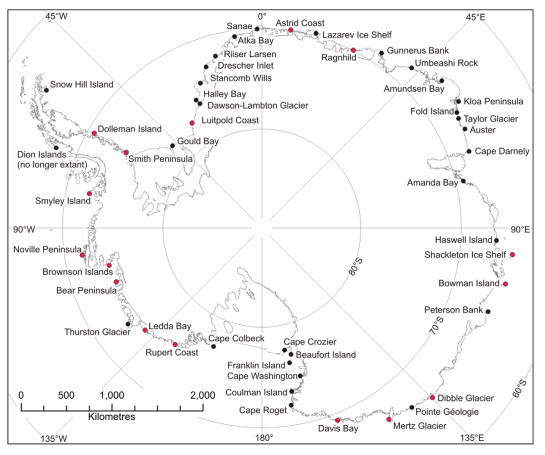 45°W
0°
45°E
Sanae
Astrid Coast
Atka Bay
Lazarev Ice Shelf
Riiser Larsen
Ragnhild
Gunnerus Bank
Drescher Inlet
Umbeashi Rock
Stancomb Wills
Amundsen Bay
Snow Hill Island
Halley Bay
Dawson-Lambton Glacier
Kloa Peninsula
Fold Island
Luitpold Coast
Taylor Glacier
Dolleman Island
Auster
Gould Bay
Dion Islands
(no longer extant)
Smith Peninsula
Cape Darnely
Amanda Bay
Smyley Island
90°W
90°E
Haswell Island
Noville Peninsula
Shackleton Ice Shelf
Brownson Islands
80°S
Bear Peninsula
Bowman Island
Peterson Bank
70°S
Thurston Glacier
Ledda Bay
Rupert Coast
Cape Colbeck
Cape Crozier
Beaufort Island
Franklin Island
Cape Washington
60°S
Coulman Island
Dibble Glacier
0 500 1,000 2,000
Kilometres
Cape Roget
Pointe Géologie
Davis Bay
Mertz Glacier
135°W
180°
135°E